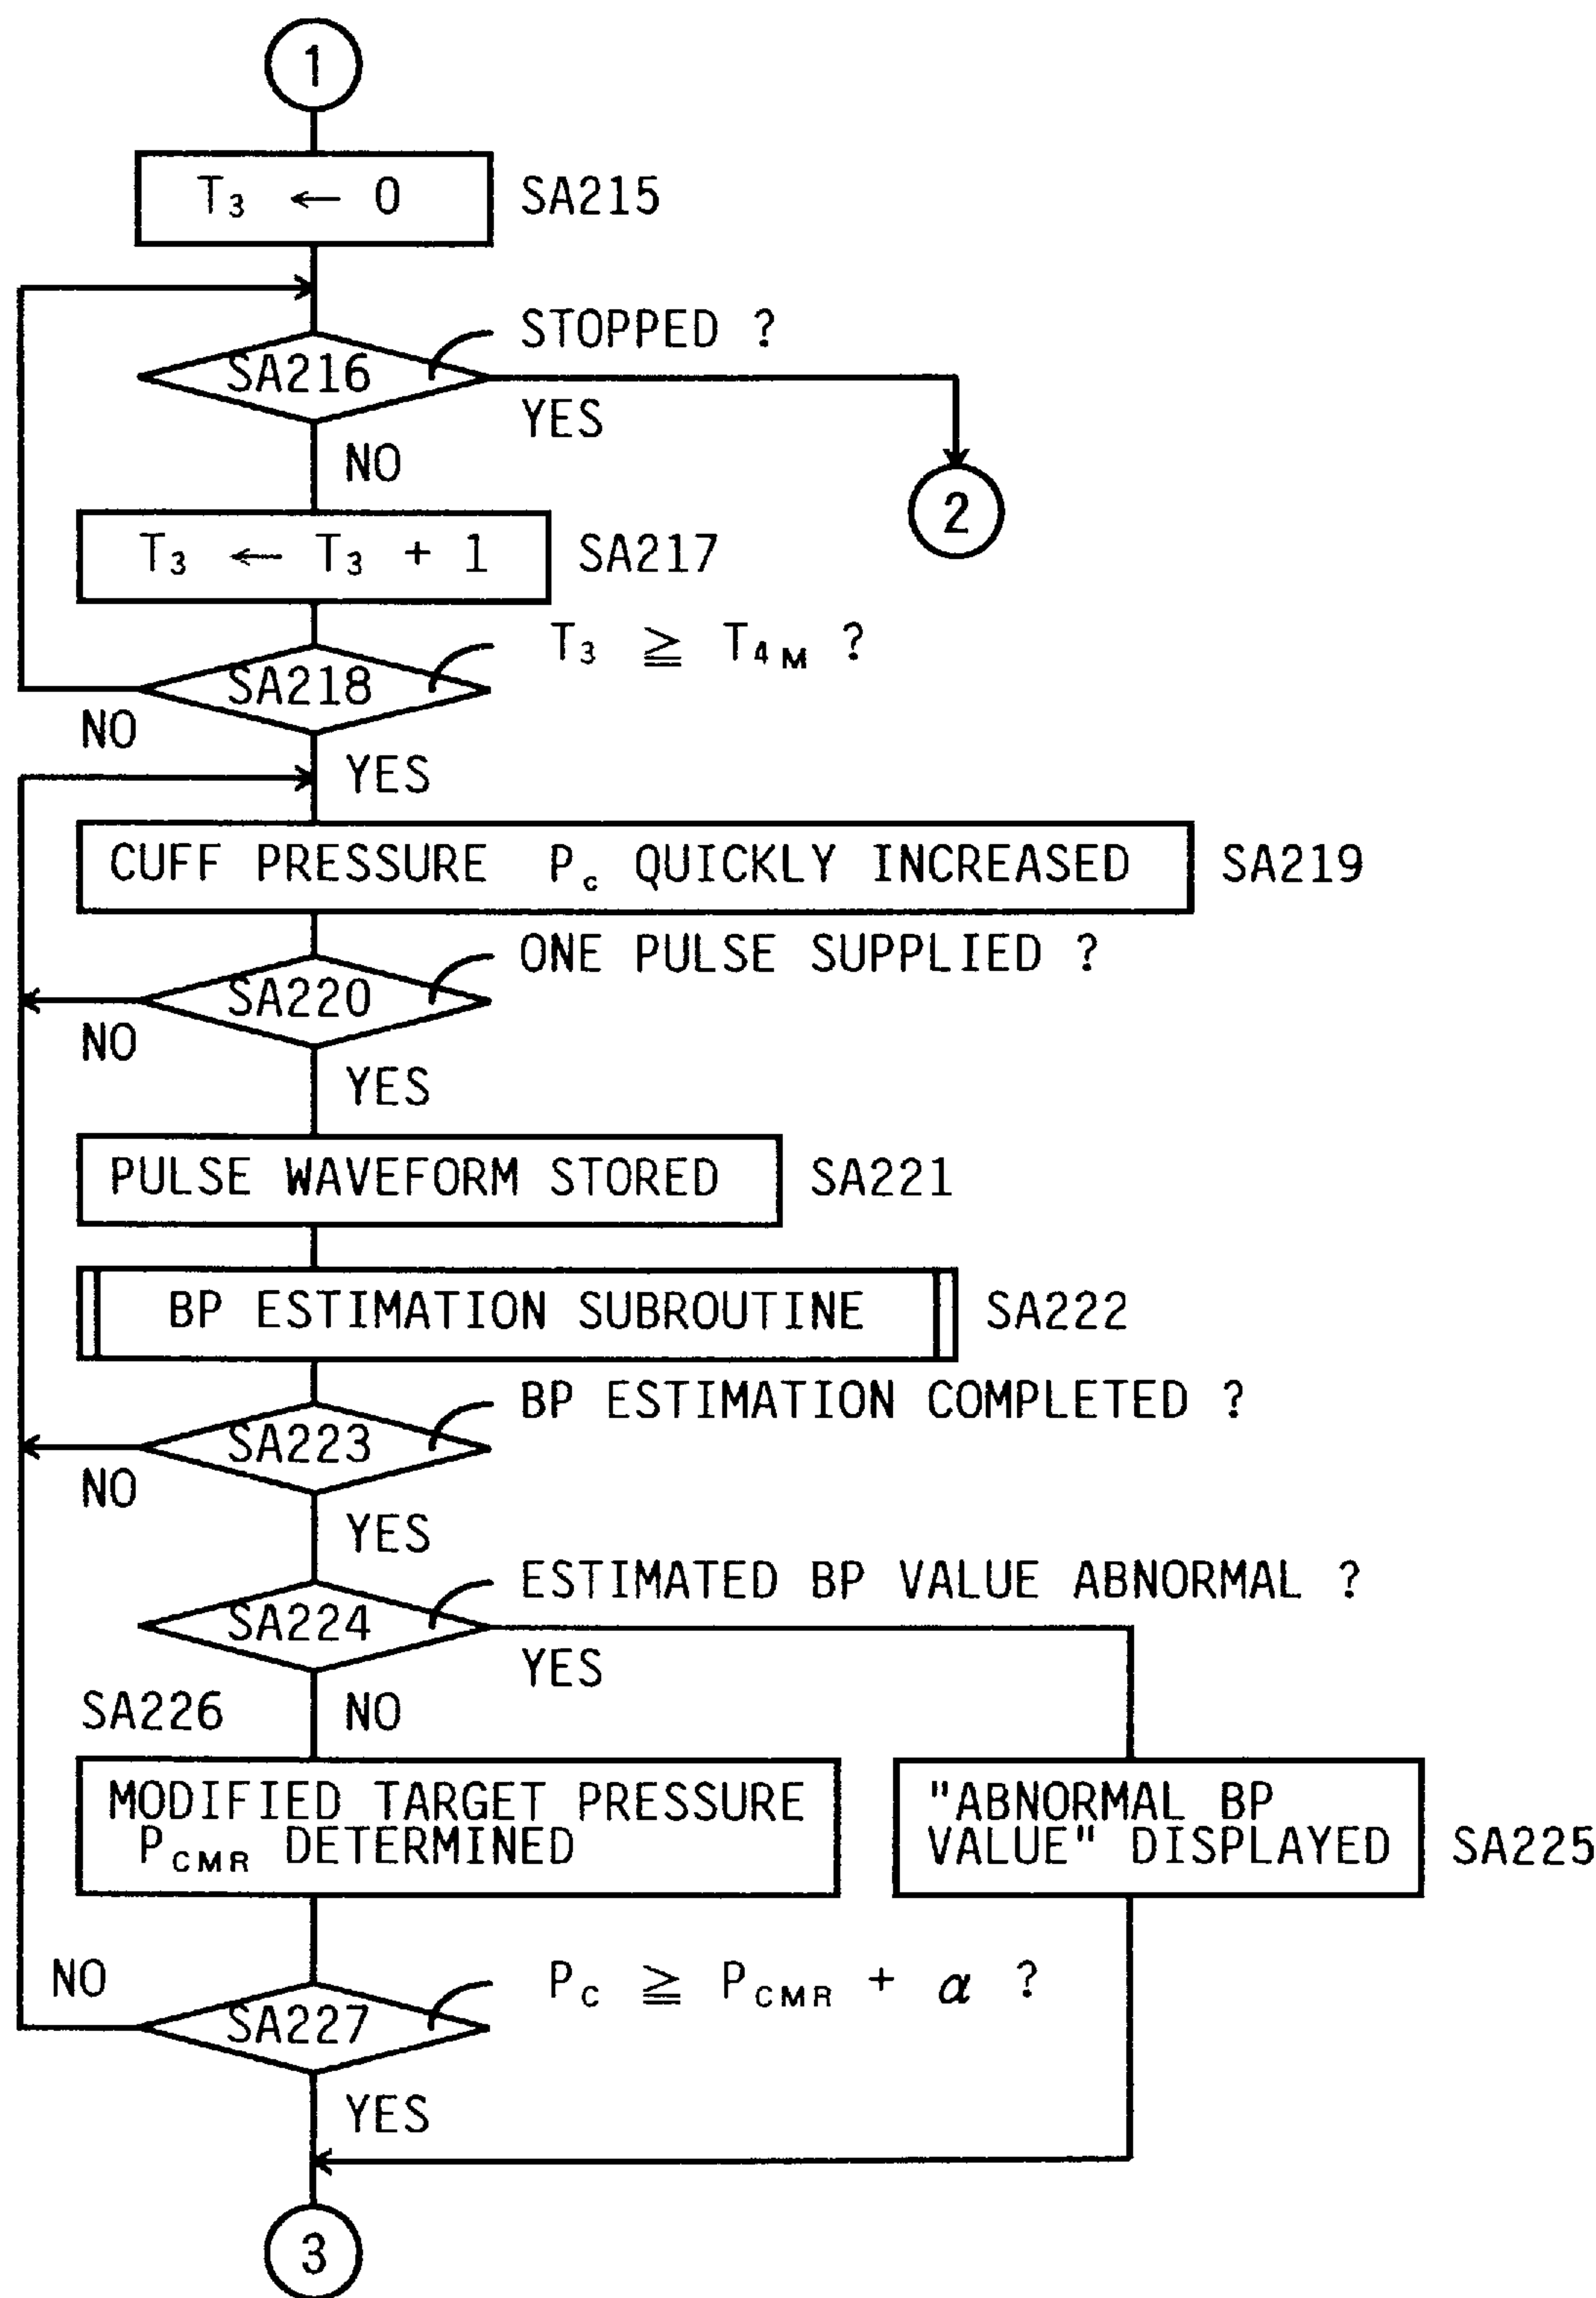 1
T₃ ← 0 SA215
STOPPED ?
SA216
YES
NO
2
T₃ ← T₃ + 1 SA217
T₃ ≧ T₄M ?
SA218
NO
YES
CUFF PRESSURE Pc QUICKLY INCREASED SA219
ONE PULSE SUPPLIED ?
SA220
NO
YES
PULSE WAVEFORM STORED SA221
BP ESTIMATION SUBROUTINE SA222
BP ESTIMATION COMPLETED ?
SA223
NO
YES
ESTIMATED BP VALUE ABNORMAL ?
SA224
YES
SA226 NO
MODIFIED TARGET PRESSURE
PCMR DETERMINED
"ABNORMAL BP
VALUE" DISPLAYED SA225
NO
PC ≧ PCMR + α ?
SA227
YES
3